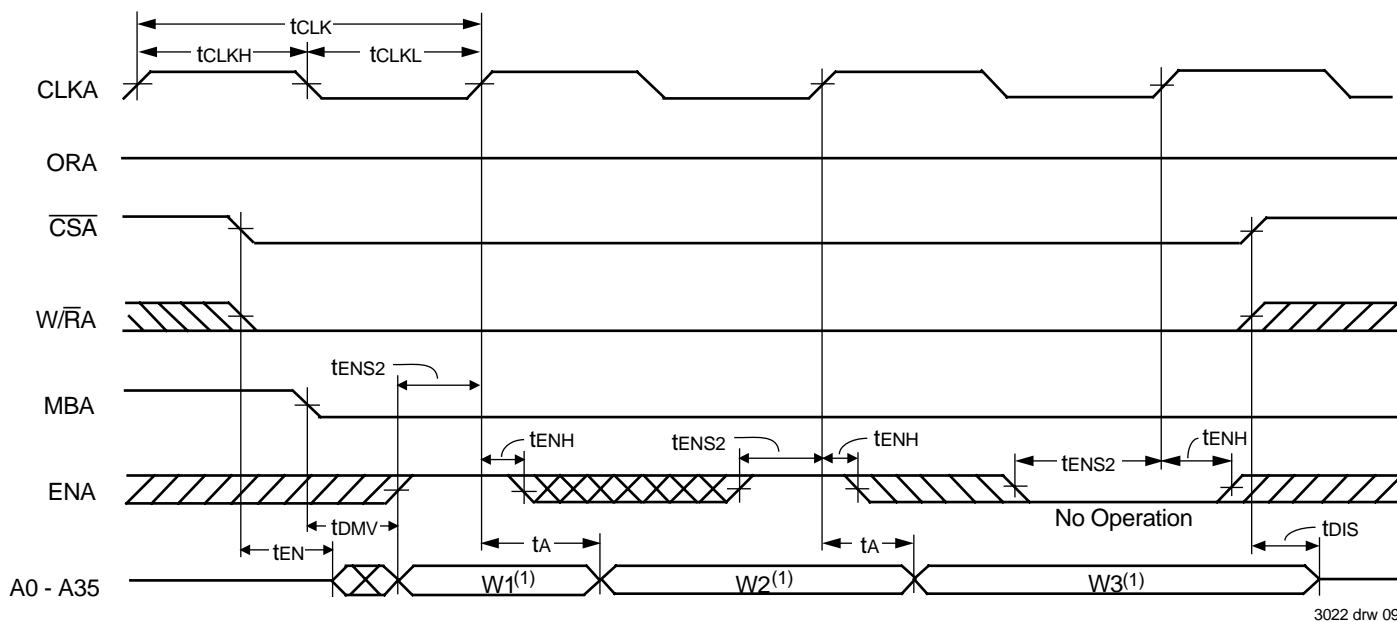 tCLK
tCLKH tCLKL
CLKA
ORA
CSA
W/RA
tENS2
MBA
tENH tENS2 tENH tENS2 tENH
ENA
No Operation
tDMV
tEN tA tA tDIS
A0 - A35 W1(1) W2(1) W3(1)
3022 drw 09